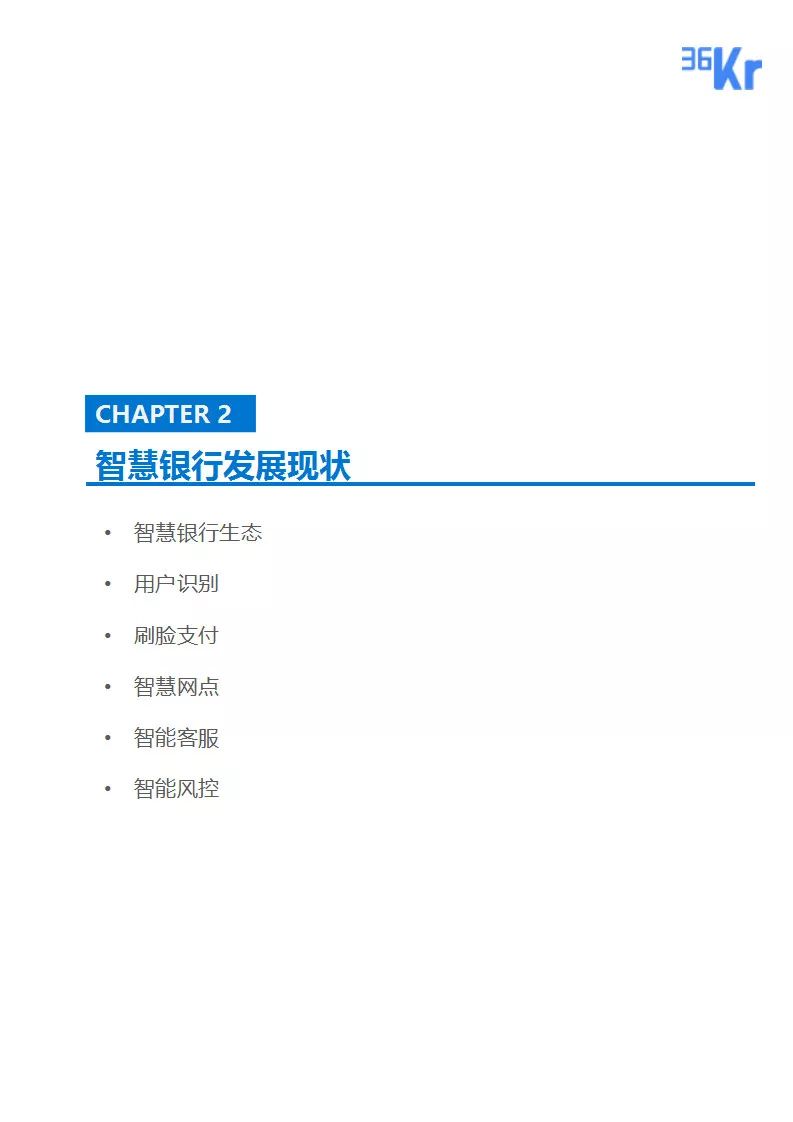 36Kr
CHAPTER 2
智慧银行发展现状
• 智慧银行生态
• 用户识别
• 刷脸支付
• 智慧网点
• 智能客服
• 智能风控